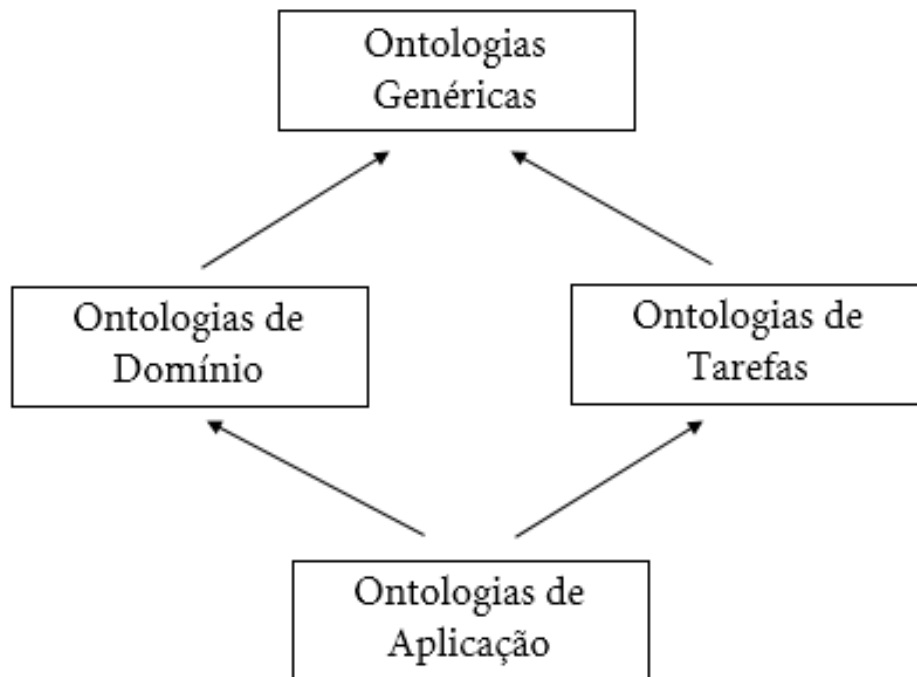 Ontologias
Genéricas
Ontologias de
Domínio
Ontologias de
Tarefas
Ontologias de
Aplicação